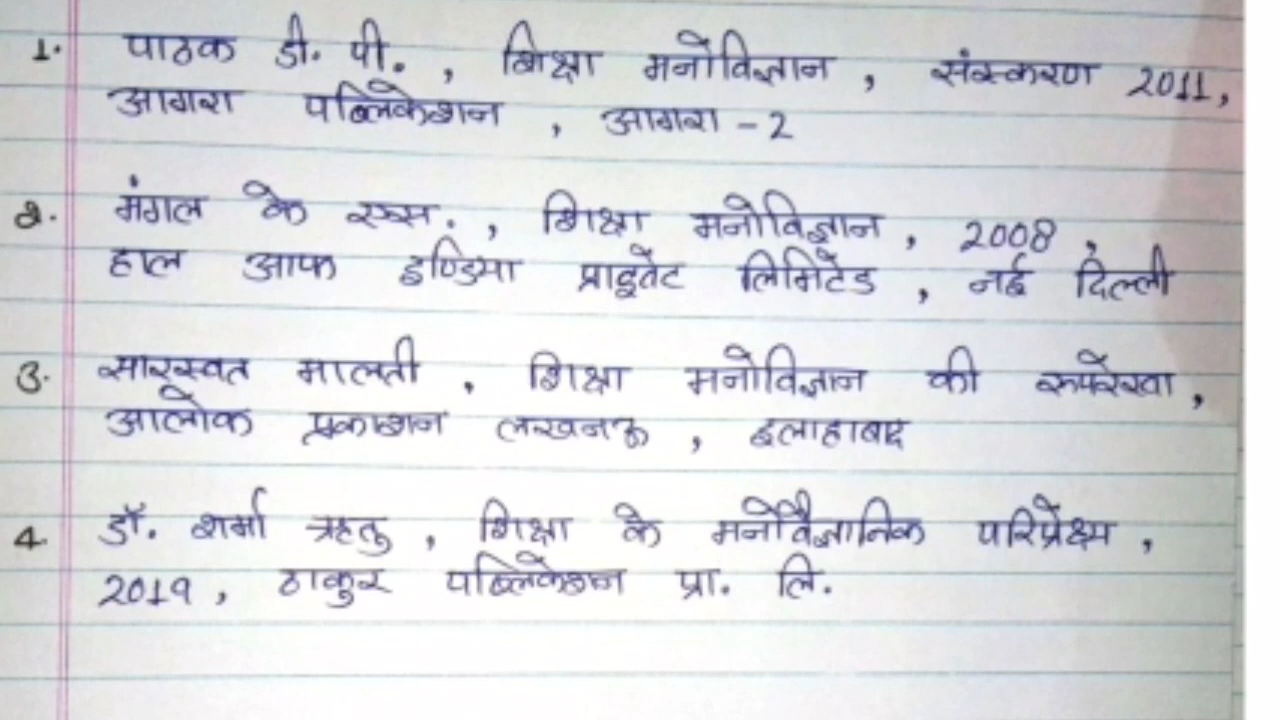 1. पाठक डी. पी. , शिक्षा मनोविज्ञान , संस्करण 2011,
आगरा पब्लिकेशन , आगरा - 2
2. मंगल के एस. , शिक्षा मनोविज्ञान , 2008 ,
हाल आफ इण्डिया प्राइवेट लिमिटेड , नई दिल्ली
3. सारस्वत मालती , शिक्षा मनोविज्ञान की रूपरेखा ,
आलोक प्रकाशन लखनऊ , इलाहाबाद
4. डॉ. शर्मा ऋतु , शिक्षा के मनोवैज्ञानिक परिप्रेक्ष्य ,
2019 , ठाकुर पब्लिकेशन प्रा. लि.